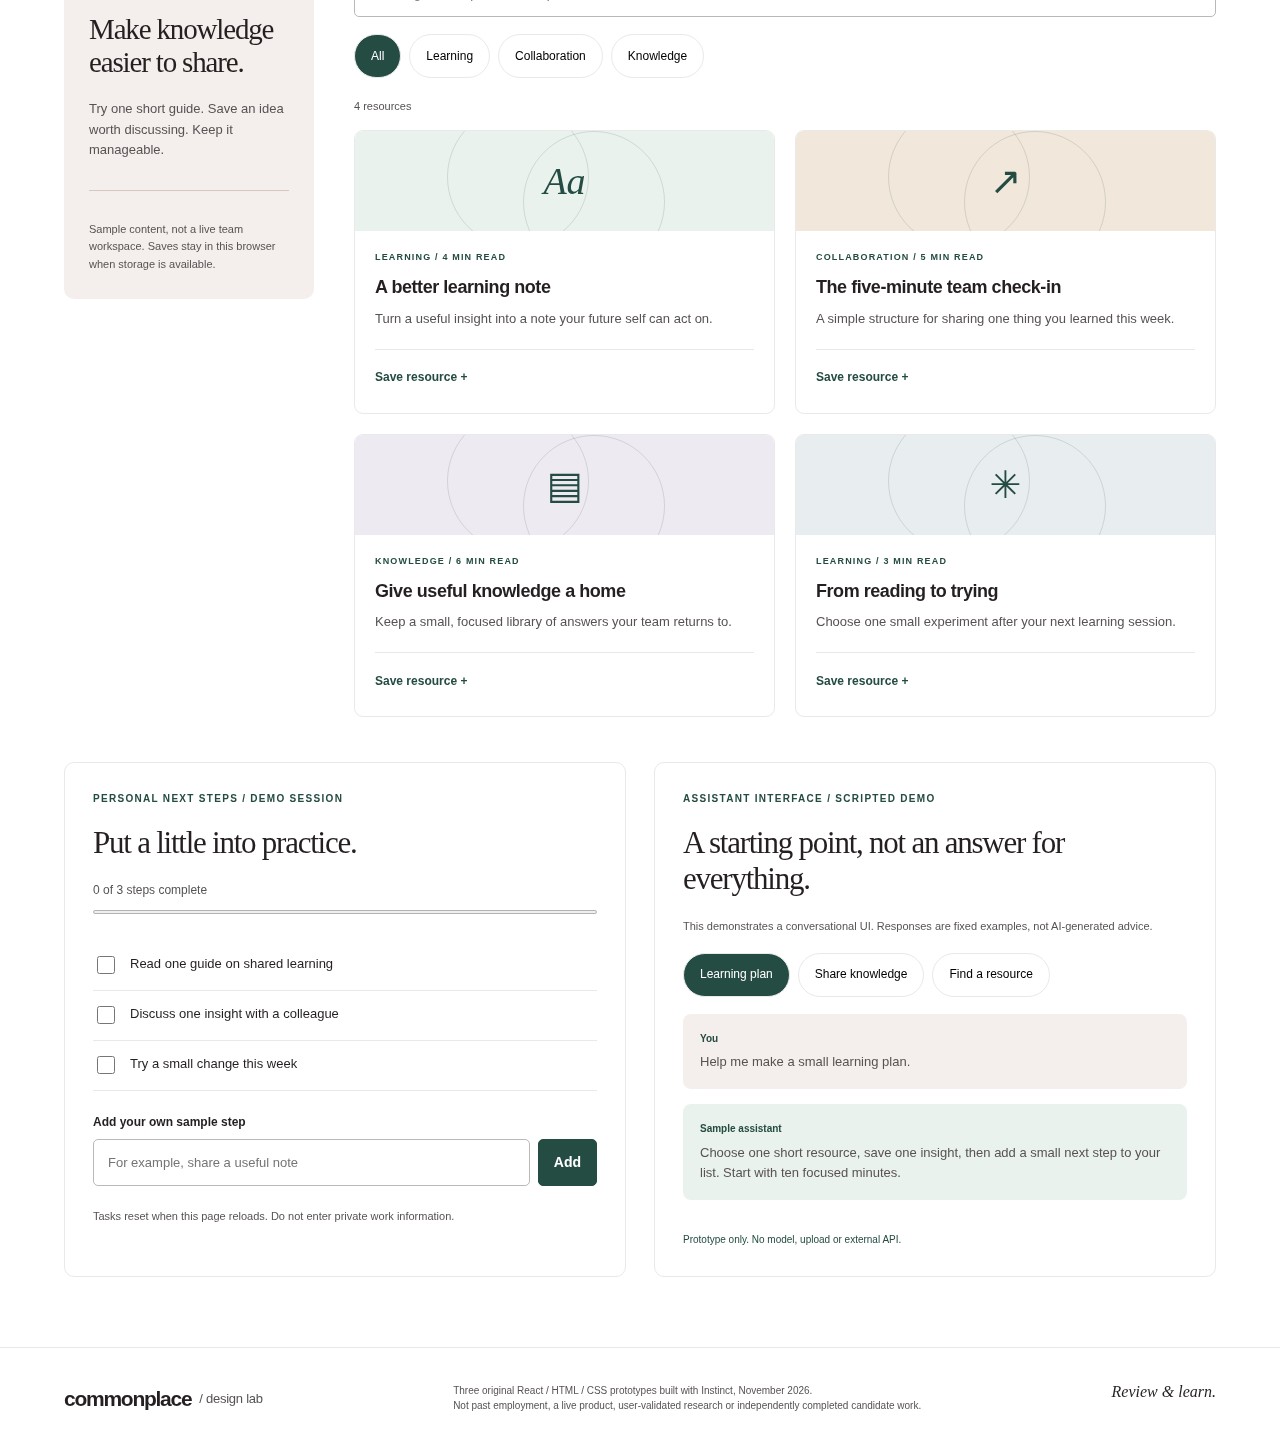 Make knowledge
easier to share.
Try one short guide. Save an idea
worth discussing. Keep it
manageable.
Sample content, not a live team
workspace. Saves stay in this browser
when storage is available.
All
Learning
Collaboration
Knowledge
4 resources
Aa
LEARNING / 4 MIN READ
A better learning note
Turn a useful insight into a note your future self can act on.
Save resource +
↗
COLLABORATION / 5 MIN READ
The five-minute team check-in
A simple structure for sharing one thing you learned this week.
Save resource +
▤
KNOWLEDGE / 6 MIN READ
Give useful knowledge a home
Keep a small, focused library of answers your team returns to.
Save resource +
✳
LEARNING / 3 MIN READ
From reading to trying
Choose one small experiment after your next learning session.
Save resource +
PERSONAL NEXT STEPS / DEMO SESSION
Put a little into practice.
0 of 3 steps complete
Read one guide on shared learning
Discuss one insight with a colleague
Try a small change this week
Add your own sample step
For example, share a useful note
Add
Tasks reset when this page reloads. Do not enter private work information.
ASSISTANT INTERFACE / SCRIPTED DEMO
A starting point, not an answer for
everything.
This demonstrates a conversational UI. Responses are fixed examples, not AI-generated advice.
Learning plan
Share knowledge
Find a resource
You
Help me make a small learning plan.
Sample assistant
Choose one short resource, save one insight, then add a small next step to your
list. Start with ten focused minutes.
Prototype only. No model, upload or external API.
commonplace / design lab
Three original React / HTML / CSS prototypes built with Instinct, November 2026.
Not past employment, a live product, user-validated research or independently completed candidate work.
Review & learn.